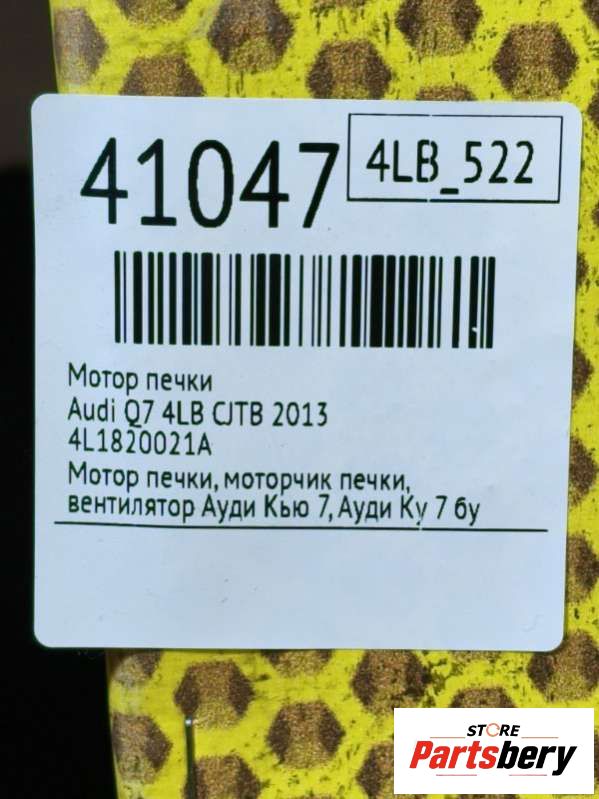 41047
4LB_522
Мотор печки
Audi Q7 4LB CJTB 2013
4L1820021A
Мотор печки, моторчик печки,
вентилятор Ауди Кью 7, Ауди Ку 7 бу
STORE
Partsbery